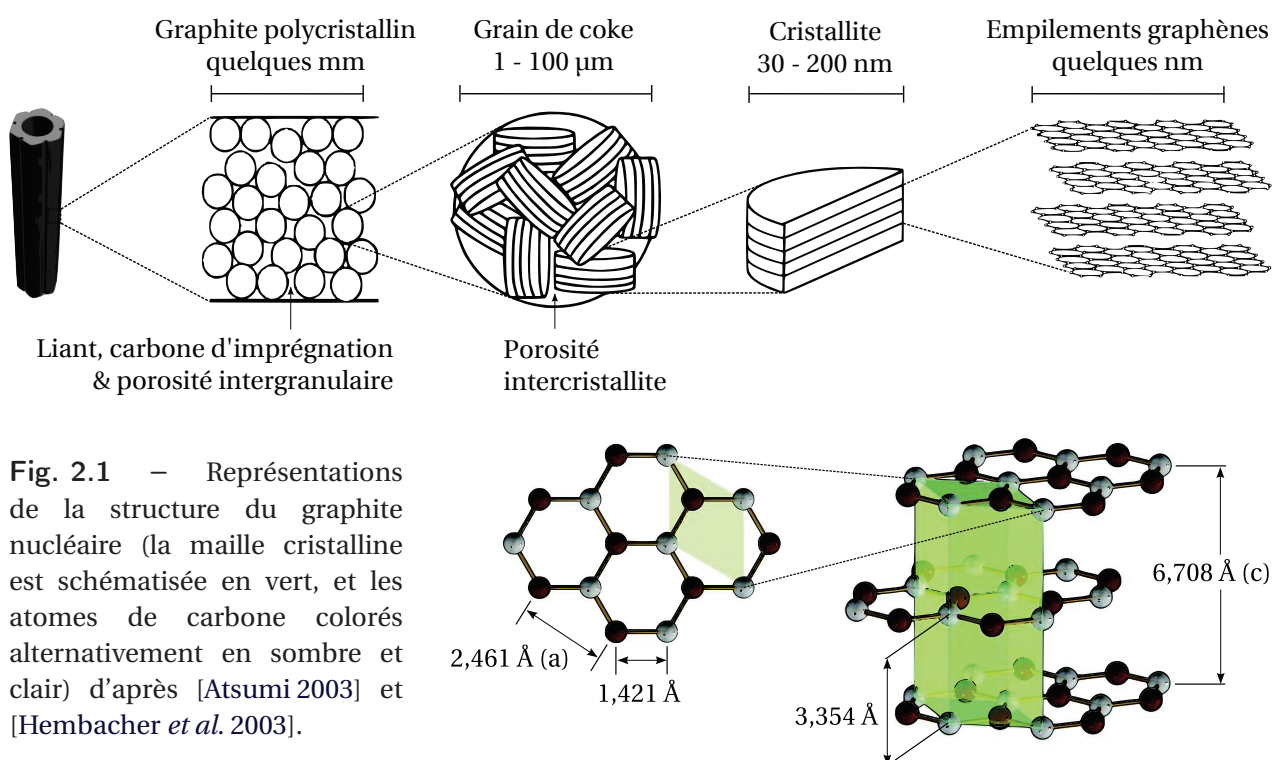 Graphite polycristallin
quelques mm
Grain de coke
1 - 100 µm
Cristallite
30 - 200 nm
Empilements graphènes
quelques nm
Liant, carbone d'imprégnation
& porosité intergranulaire
Porosité
intercristallite
Fig. 2.1 – Représentations
de la structure du graphite
nucléaire (la maille cristalline
est schématisée en vert, et les
atomes de carbone colorés
alternativement en sombre et
clair) d’après [Atsumi 2003] et
[Hembacher et al. 2003].
2,461 Å (a)
1,421 Å
6,708 Å (c)
3,354 Å